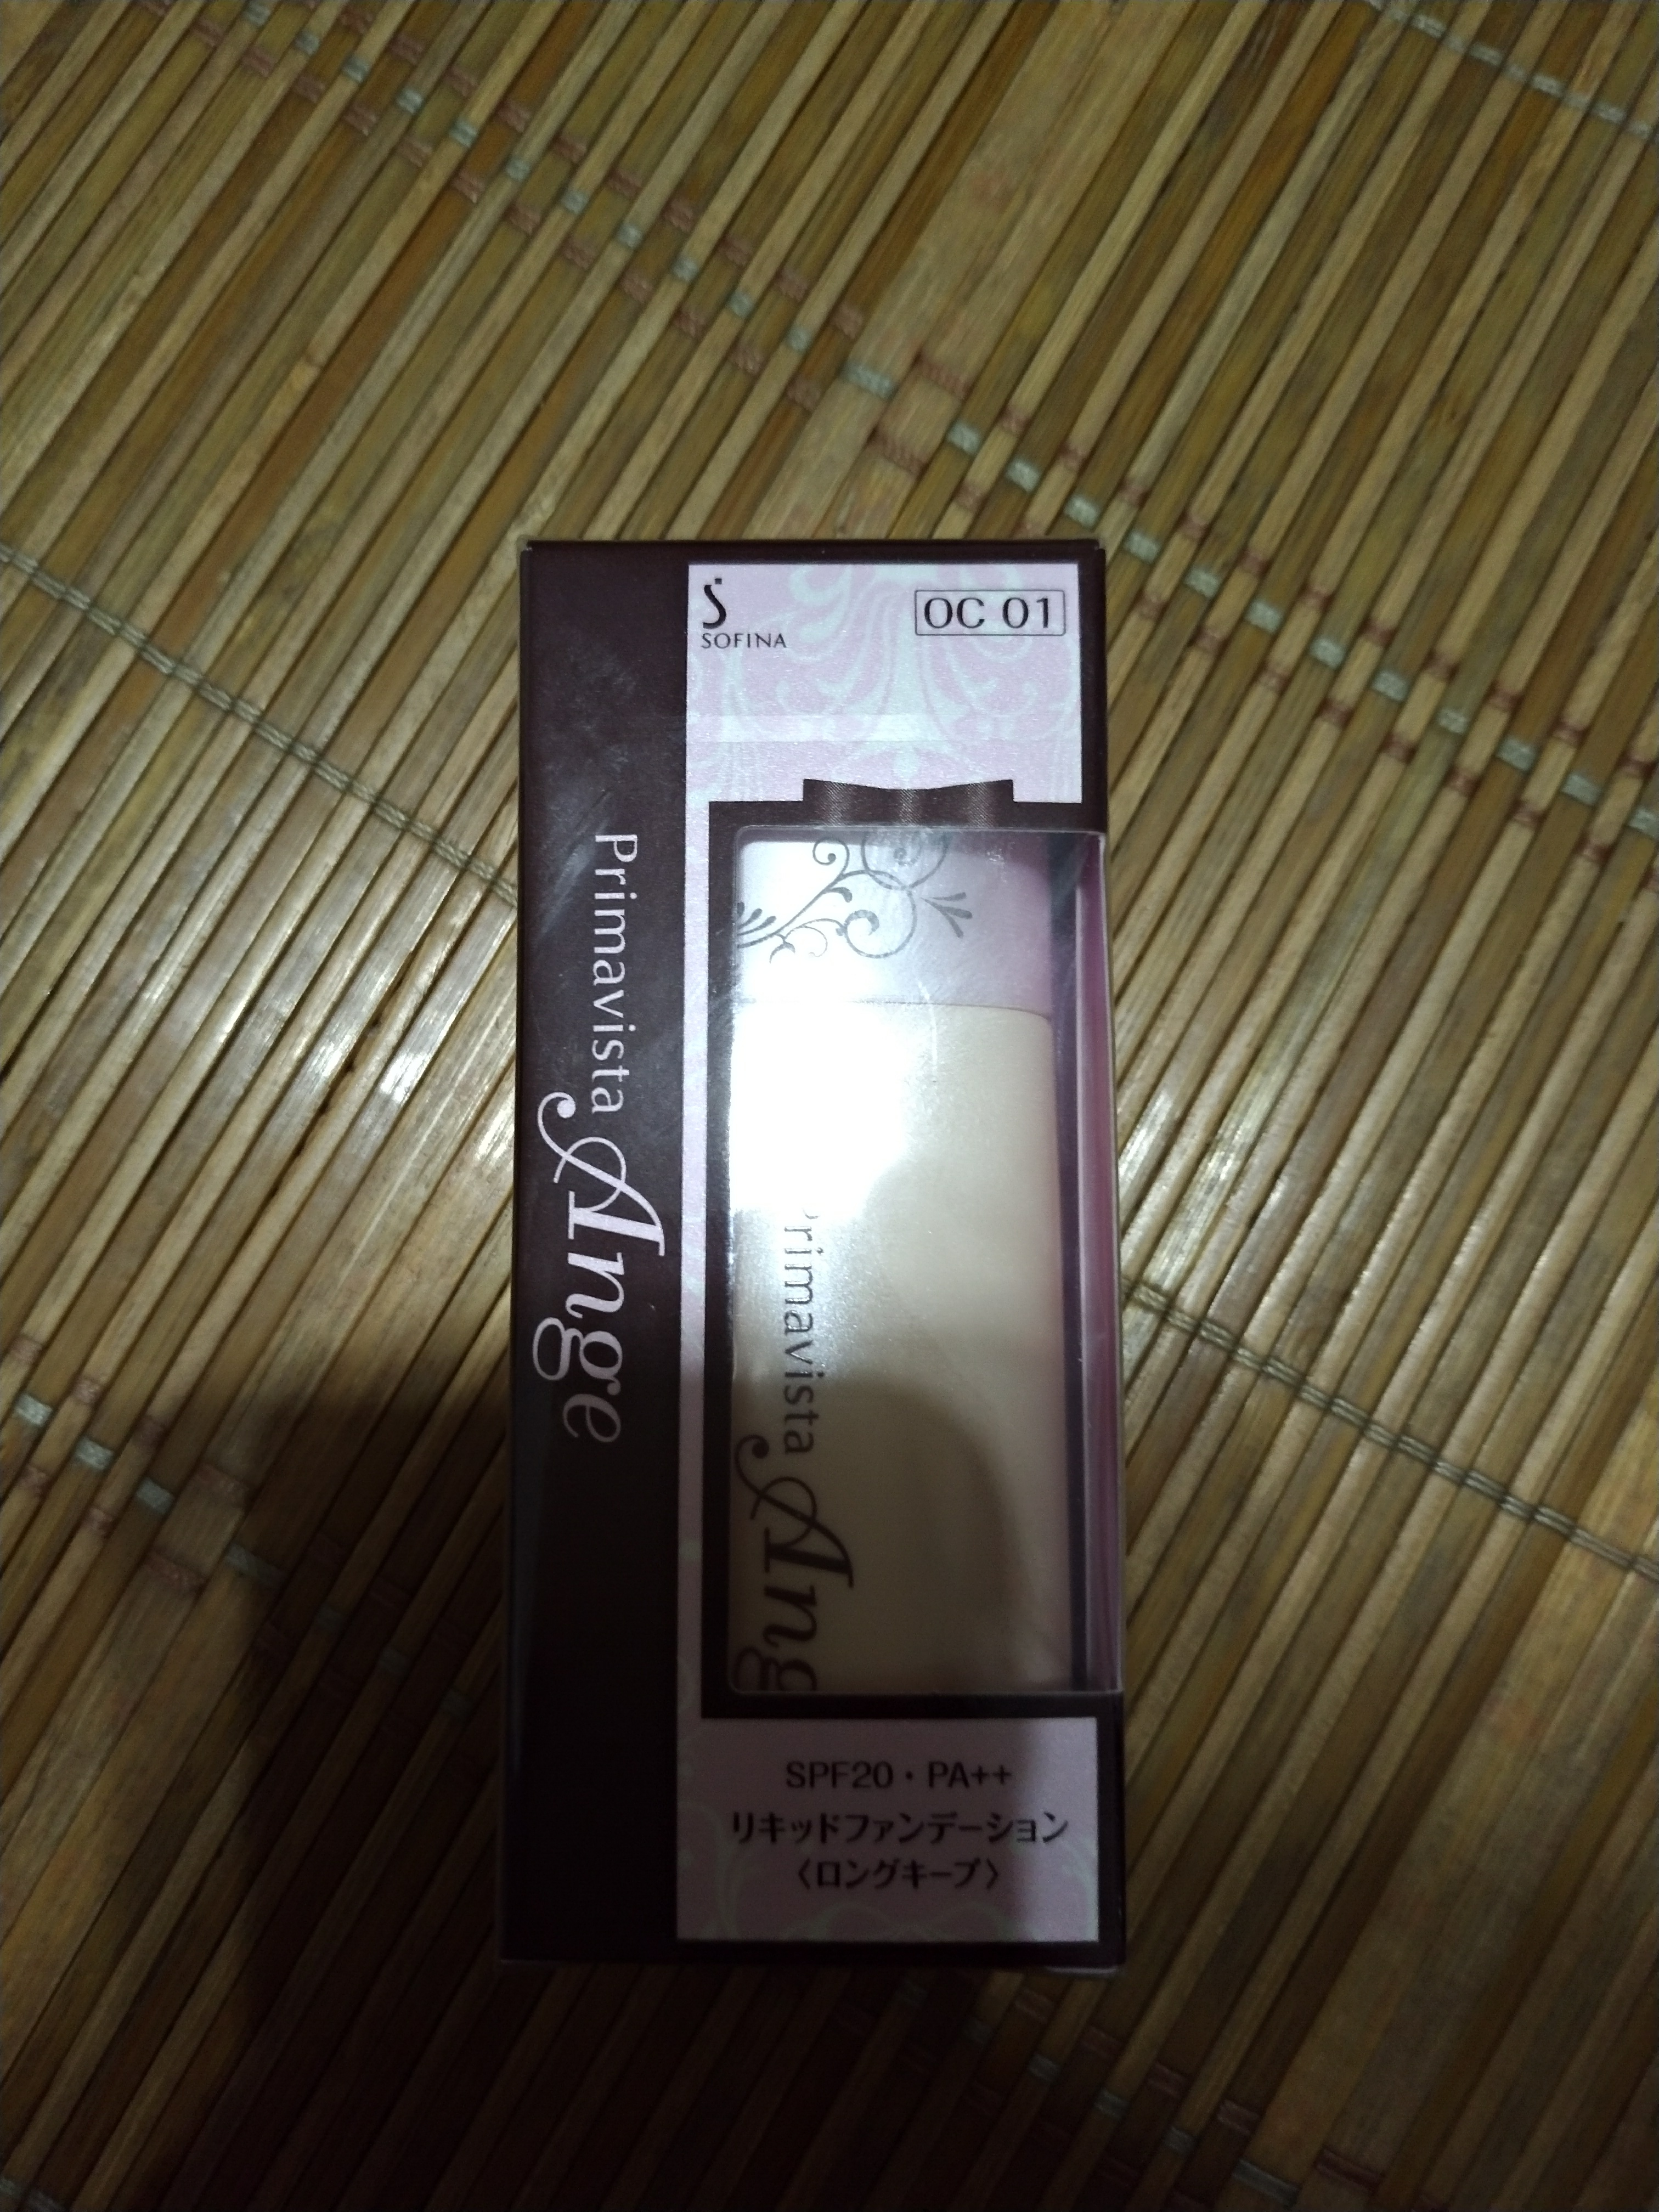 SOFINA
OC 01
Primavista Ange
Primavista Ang
SPF20・PA++
リキッドファンデーション
〈ロングキープ〉